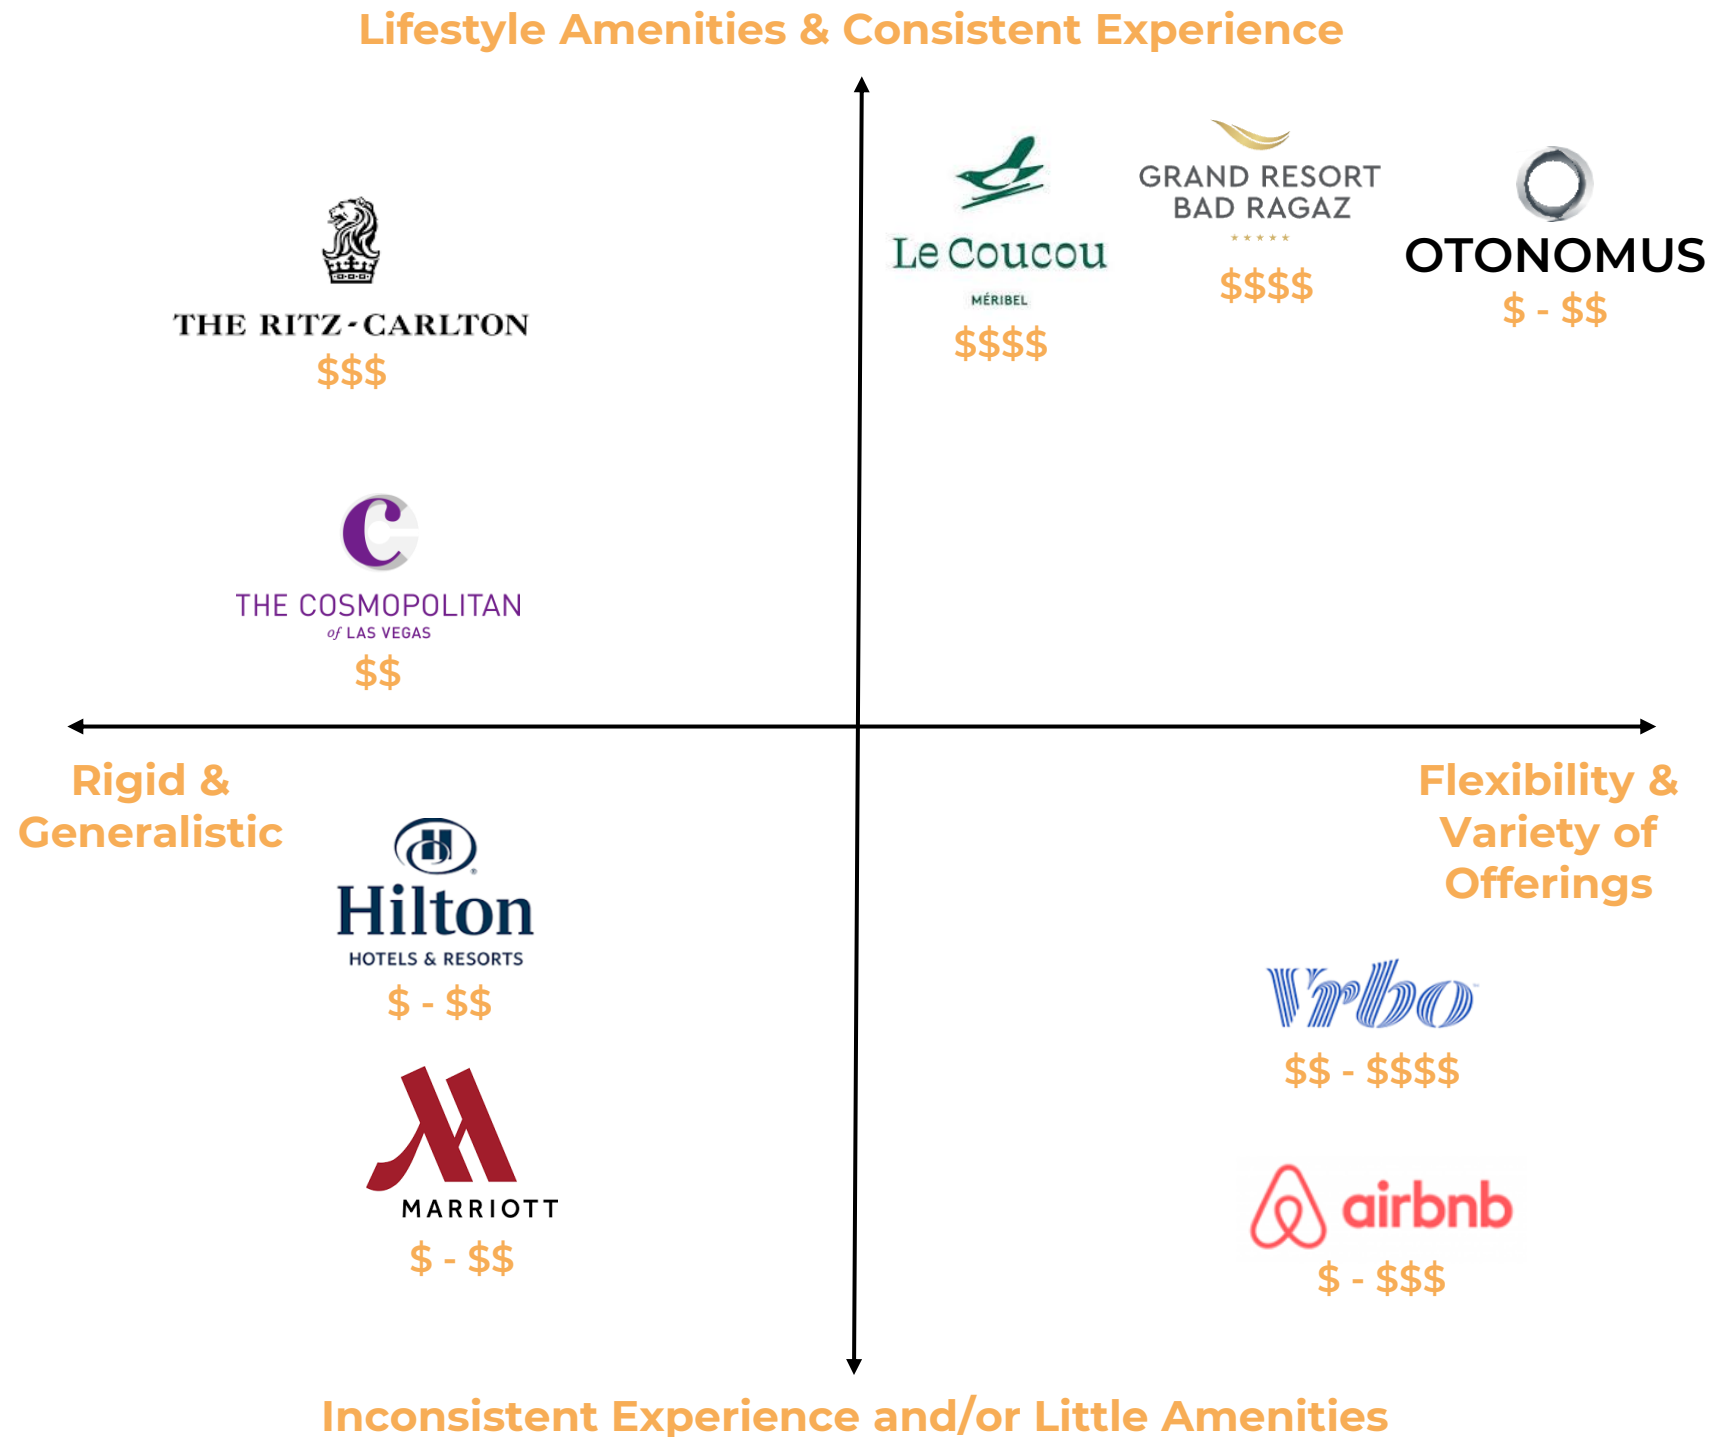 Lifestyle Amenities & Consistent Experience
THE RITZ-CARLTON
$$$
Le Coucou
MÉRIBEL
$$$$
GRAND RESORT
BAD RAGAZ
$$$$
OTONOMUS
$ - $$
C
THE COSMOPOLITAN
of LAS VEGAS
$$
Rigid &
Generalistic
Flexibility &
Variety of
Offerings
H
Hilton
HOTELS & RESORTS
$ - $$
MARRIOTT
$ - $$
Vrbo
$$ - $$$$
airbnb
$ - $$$
Inconsistent Experience and/or Little Amenities